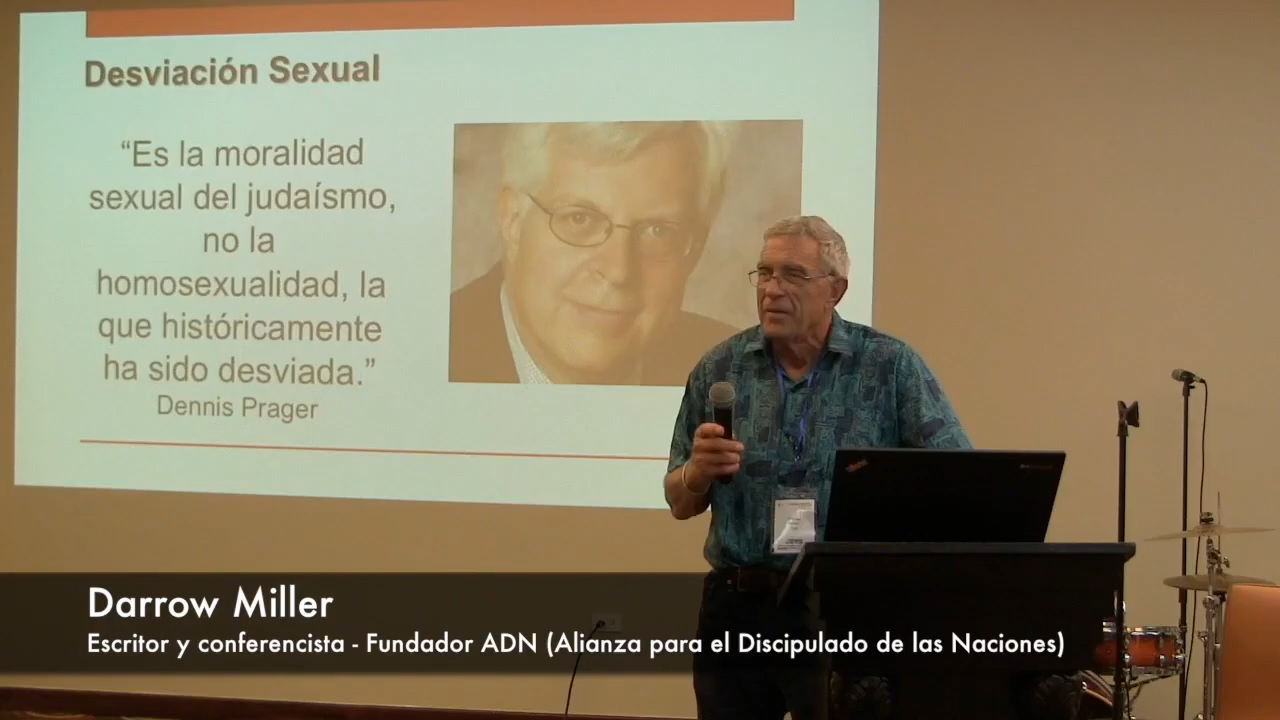 Desviación Sexual
“Es la moralidad
sexual del judaísmo,
no la
homosexualidad, la
que históricamente
ha sido desviada.”
Dennis Prager
Darrow Miller
Escritor y conferencista - Fundador ADN (Alianza para el Discipulado de las Naciones)